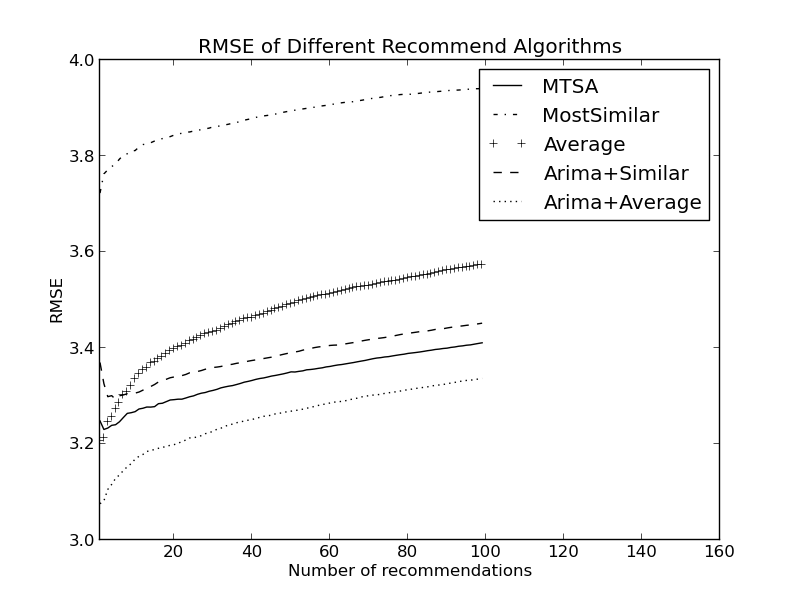 RMSE of Different Recommend Algorithms
4.0
3.8
3.6
3.4
3.2
3.0
RMSE
MTSA
MostSimilar
Average
Arima+Similar
Arima+Average
20 40 60 80 100 120 140 160
Number of recommendations